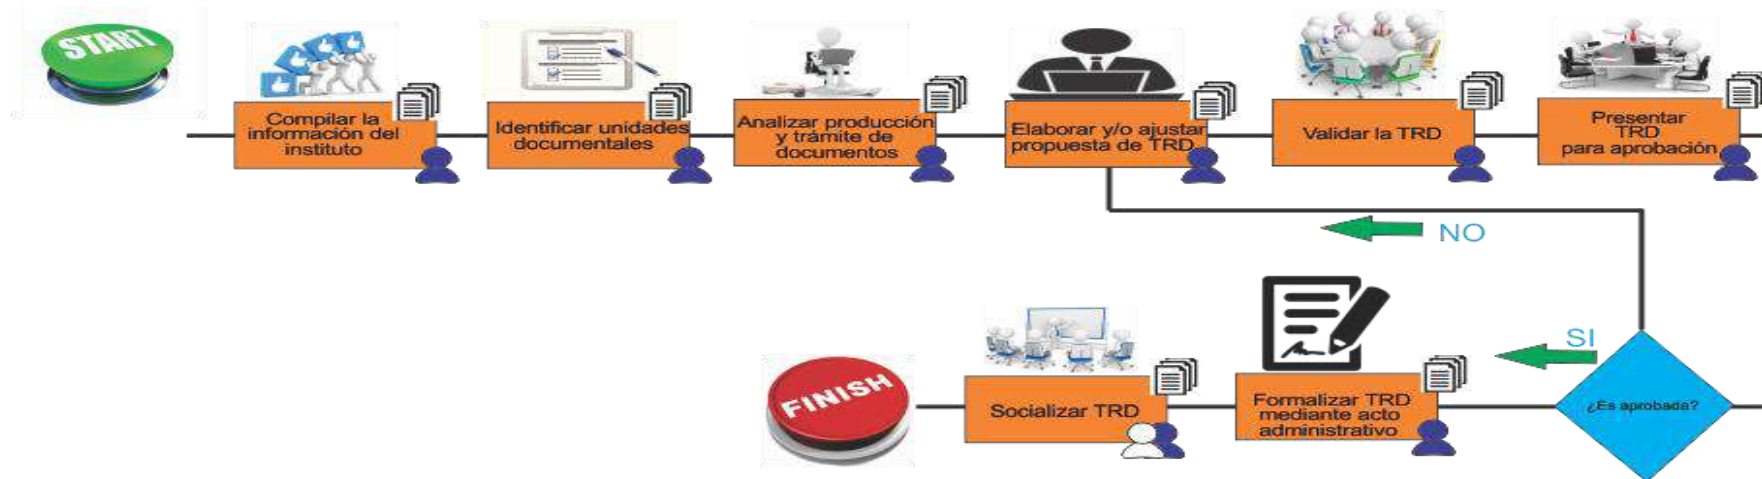 START
Compilar la
información del
instituto
Identificar unidades
documentales
Analizar producción
y trámite de
documentos
Elaborar y/o ajustar
propuesta de TRD
Validar la TRD
Presentar
TRD
para aprobación
NO
SI
¿Es aprobada?
Formalizar TRD
mediante acto
administrativo
Socializar TRD
FINISH